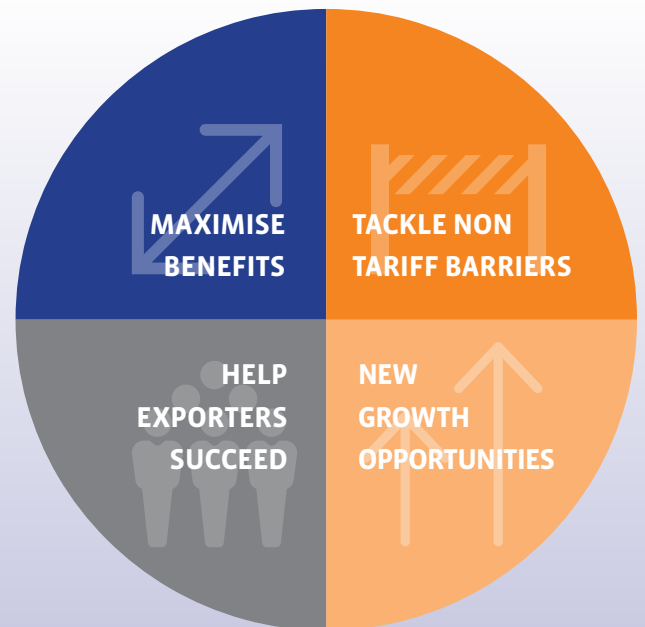 MAXIMISE
BENEFITS
TACKLE NON
TARIFF BARRIERS
HELP
EXPORTERS
SUCCEED
NEW
GROWTH
OPPORTUNITIES